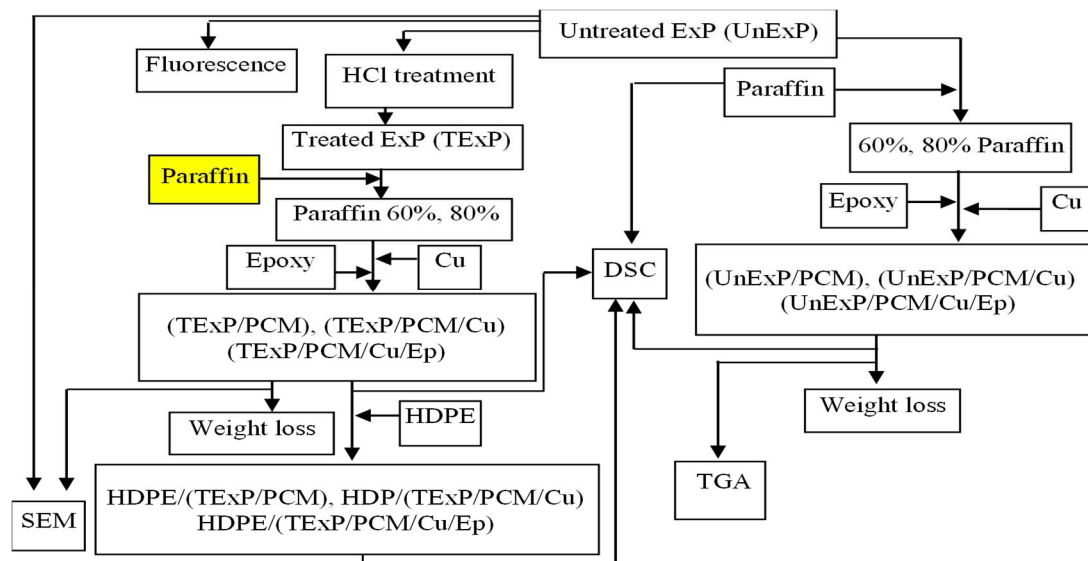 Untreated ExP (UnExP)
Fluorescence
HCl treatment
Paraffin
Treated ExP (TExP)
60%, 80% Paraffin
Paraffin
Paraffin 60%, 80%
Epoxy
Cu
Epoxy
Cu
DSC
(UnExP/PCM), (UnExP/PCM/Cu)
(UnExP/PCM/Cu/Ep)
(TExP/PCM), (TExP/PCM/Cu)
(TExP/PCM/Cu/Ep)
Weight loss
HDPE
Weight loss
TGA
HDPE/(TExP/PCM), HDP/(TExP/PCM/Cu)
HDPE/(TExP/PCM/Cu/Ep)
SEM